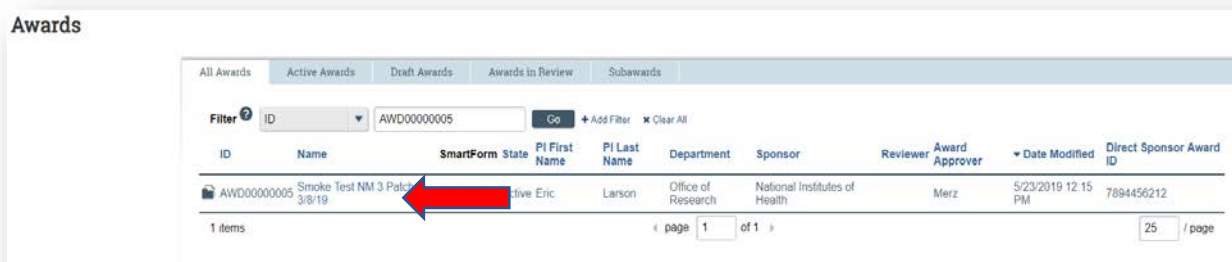 Awards
All Awards Active Awards Draft Awards Awards in Review Subawards
Filter ? ID AWD00000005 Go + Add Filter × Clear All
ID Name SmartForm State PI First Name PI Last Name Department Sponsor Reviewer Award Approver Date Modified Direct Sponsor Award ID
AWD00000005 Smoke Test NM 3 Patch 3/8/19 ctive Eric Larson Office of Research National Institutes of Health Merz 5/23/2019 12:15 PM 7894456212
1 items page 1 of 1 25 / page